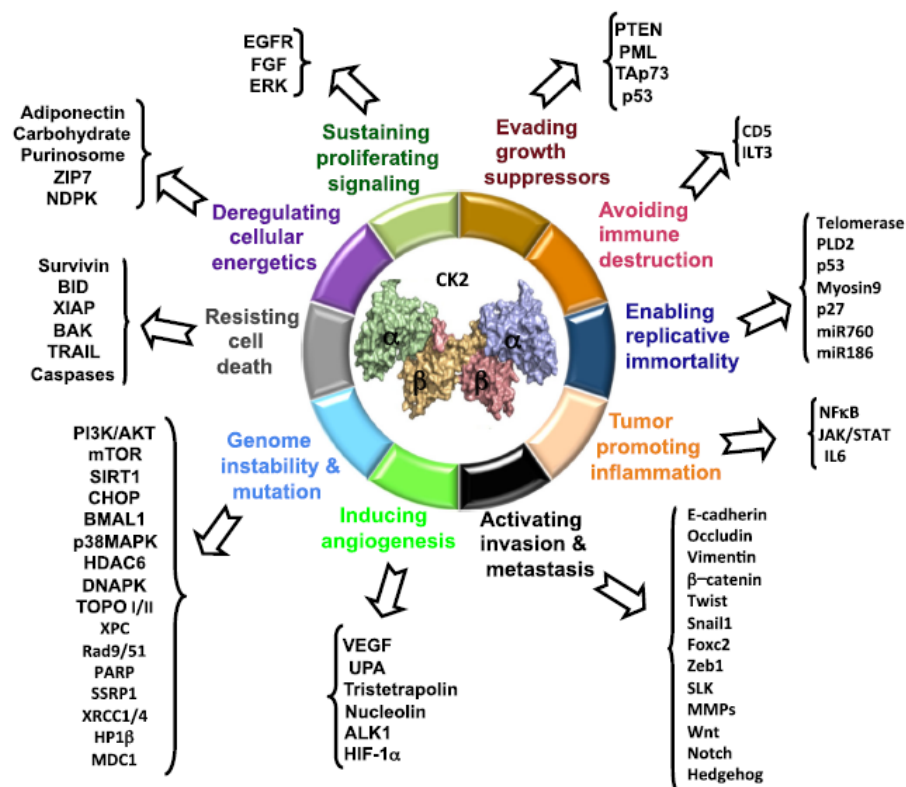 EGFR
FGF
ERK
PTEN
PML
TAp73
p53
Sustaining
proliferating
signaling
Evading
growth
suppressors
CD5
ILT3
Adiponectin
Carbohydrate
Purinosome
ZIP7
NDPK
Deregulating
cellular
energetics
Avoiding
immune
destruction
Telomerase
PLD2
p53
Myosin9
p27
miR760
miR186
Survivin
BID
XIAP
BAK
TRAIL
Caspases
Resisting
cell
death
CK2
α
α
β
β
Enabling
replicative
immortality
Tumor
promoting
inflammation
NFκB
JAK/STAT
IL6
PI3K/AKT
mTOR
SIRT1
CHOP
BMAL1
p38MAPK
HDAC6
DNAPK
TOPO I/II
XPC
Rad9/51
PARP
SSRP1
XRCC1/4
HP1β
MDC1
Genome
instability &
mutation
Inducing
angiogenesis
Activating
invasion &
metastasis
VEGF
UPA
Tristetrapolin
Nucleolin
ALK1
HIF-1α
E-cadherin
Occludin
Vimentin
β−catenin
Twist
Snail1
Foxc2
Zeb1
SLK
MMPs
Wnt
Notch
Hedgehog